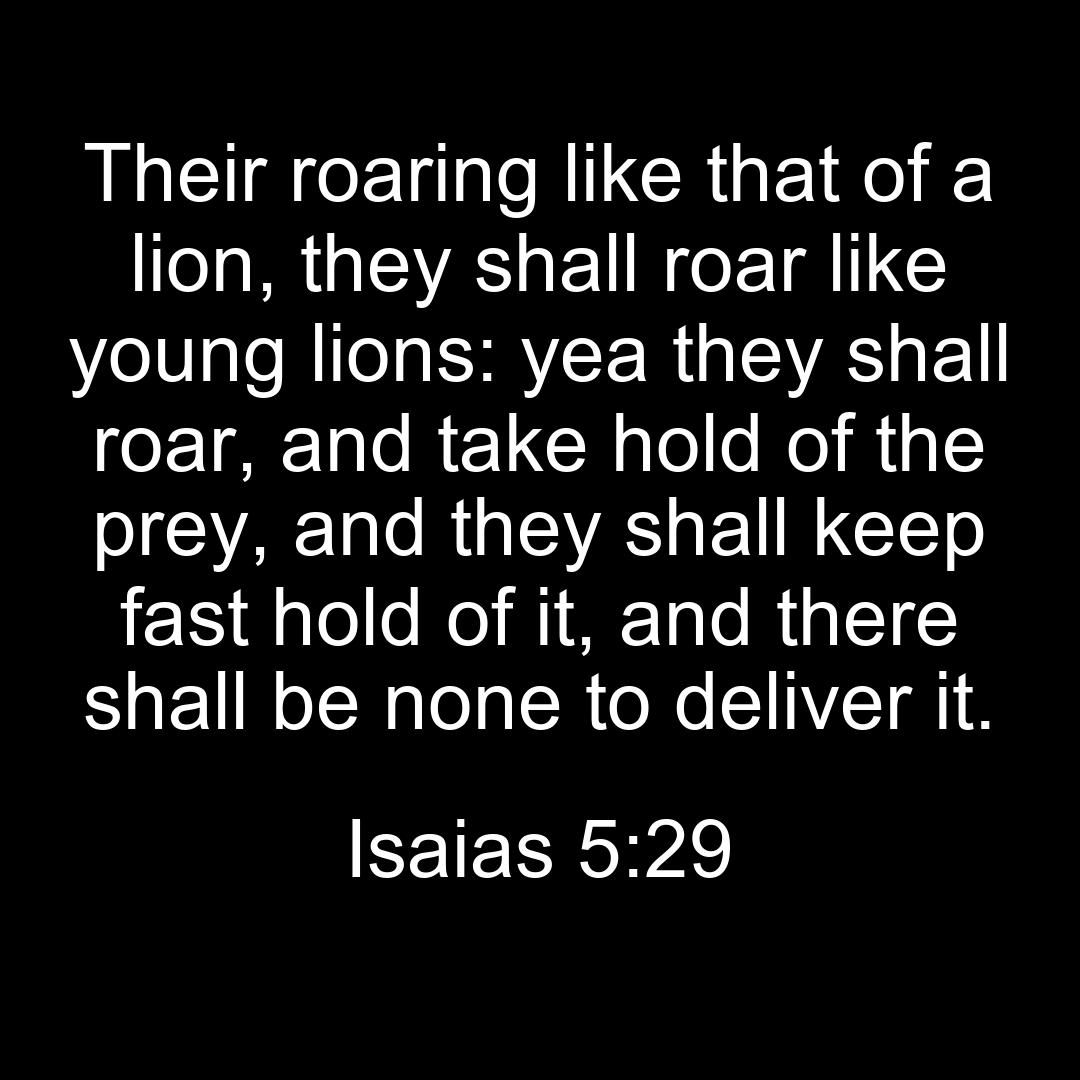 Their roaring like that of a
lion, they shall roar like
young lions: yea they shall
roar, and take hold of the
prey, and they shall keep
fast hold of it, and there
shall be none to deliver it.
Isaias 5:29